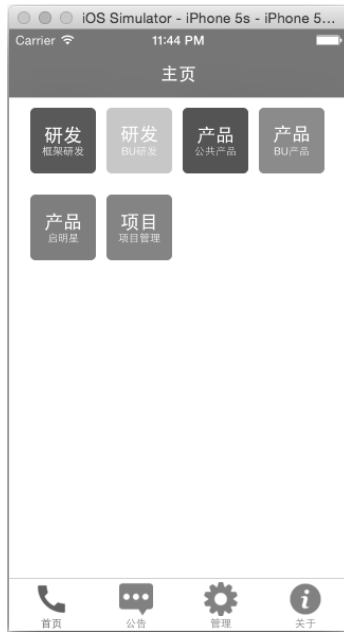 iOS Simulator - iPhone 5s - iPhone 5...
Carrier 11:44 PM
主页
研发 研发 产品 产品
框架研发 BU研发 公共产品 BU产品
产品 项目
启明星 项目管理
首页 公告 管理 关于